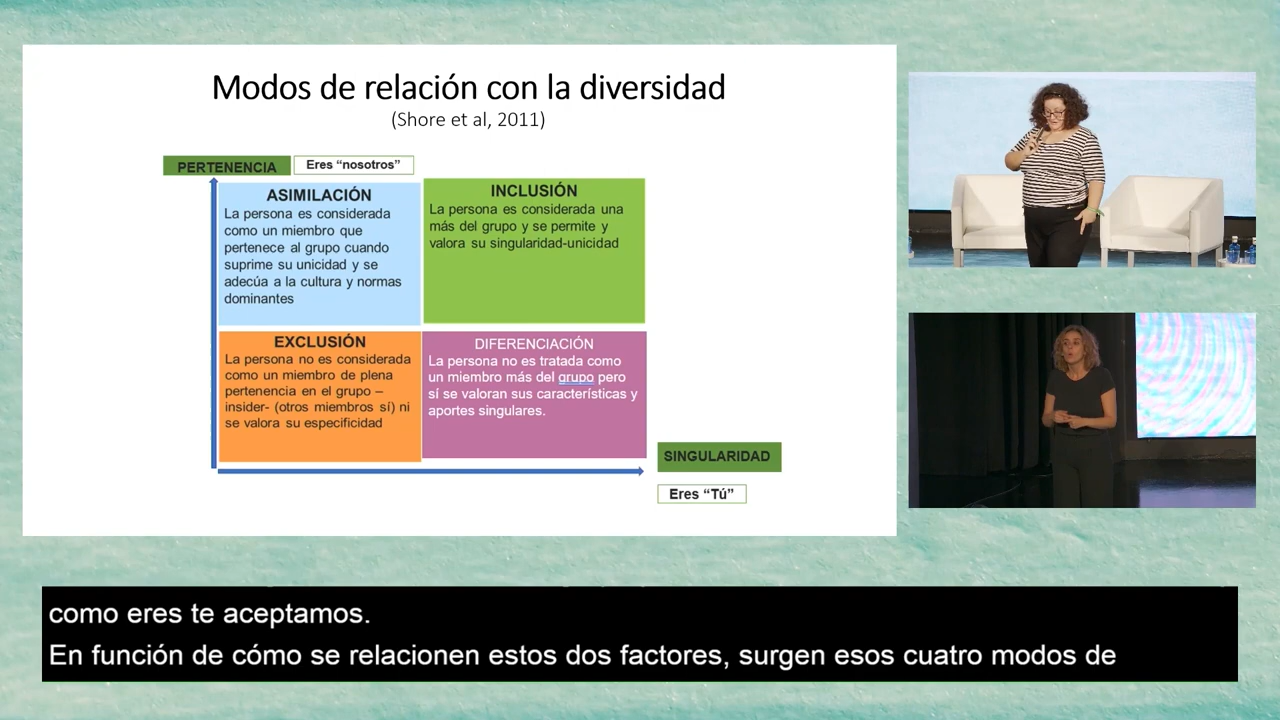 Modos de relación con la diversidad
(Shore et al, 2011)
PERTENENCIA
Eres “nosotros”
ASIMILACIÓN
La persona es considerada
como un miembro que
pertenece al grupo cuando
suprime su unicidad y se
adecúa a la cultura y normas
dominantes
INCLUSIÓN
La persona es considerada una
más del grupo y se permite y
valora su singularidad-unicidad
EXCLUSIÓN
La persona no es considerada
como un miembro de plena
pertenencia en el grupo –
insider- (otros miembros sí) ni
se valora su especificidad
DIFERENCIACIÓN
La persona no es tratada como
un miembro más del grupo pero
sí se valoran sus características y
aportes singulares.
SINGULARIDAD
Eres “Tú”
como eres te aceptamos.
En función de cómo se relacionen estos dos factores, surgen esos cuatro modos de